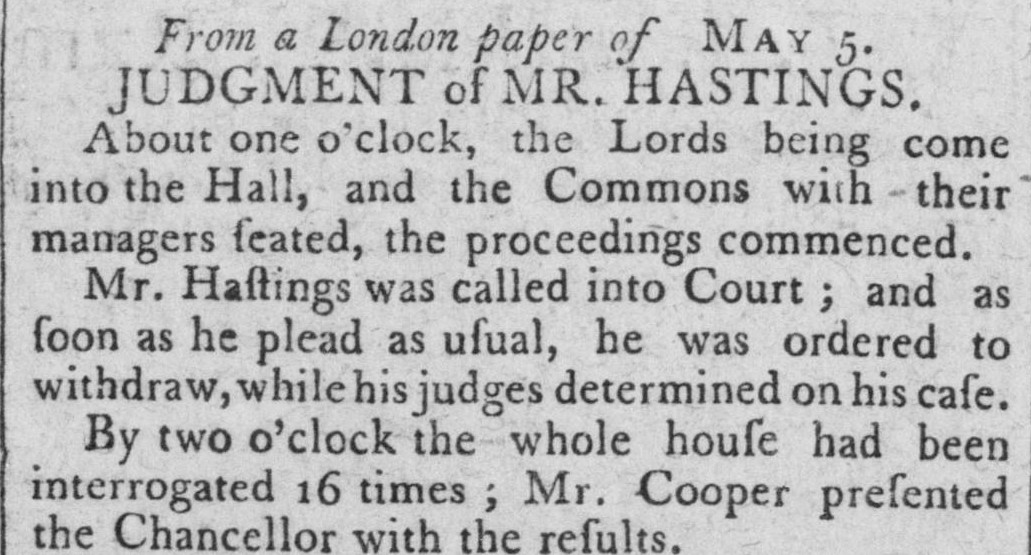 From a London paper of MAY 5.
JUDGMENT of MR. HASTINGS.
About one o'clock, the Lords being come
into the Hall, and the Commons with their
managers ſeated, the proceedings commenced.
Mr. Haſtings was called into Court; and as
ſoon as he plead as uſual, he was ordered to
withdraw, while his judges determined on his caſe.
By two o'clock the whole houſe had been
interrogated 16 times; Mr. Cooper preſented
the Chancellor with the reſults.